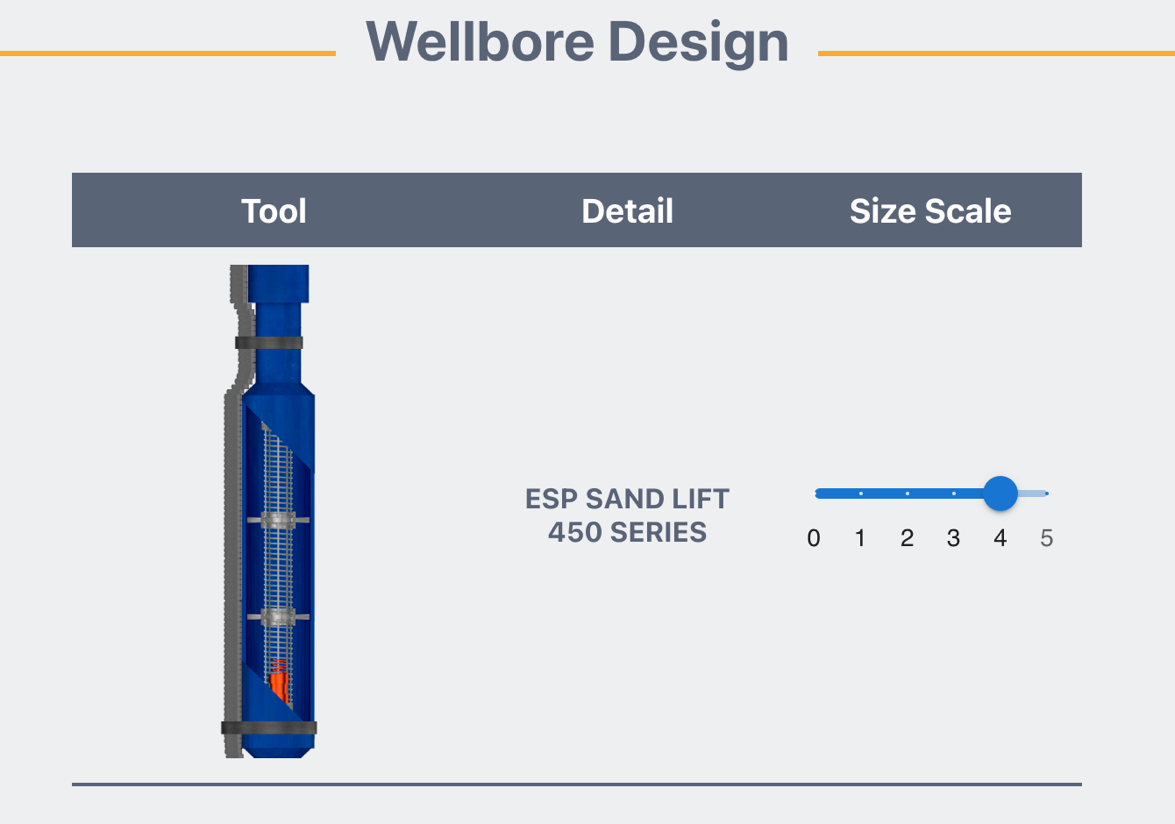 Wellbore Design
Tool Detail Size Scale
ESP SAND LIFT
450 SERIES
0 1 2 3 4 5